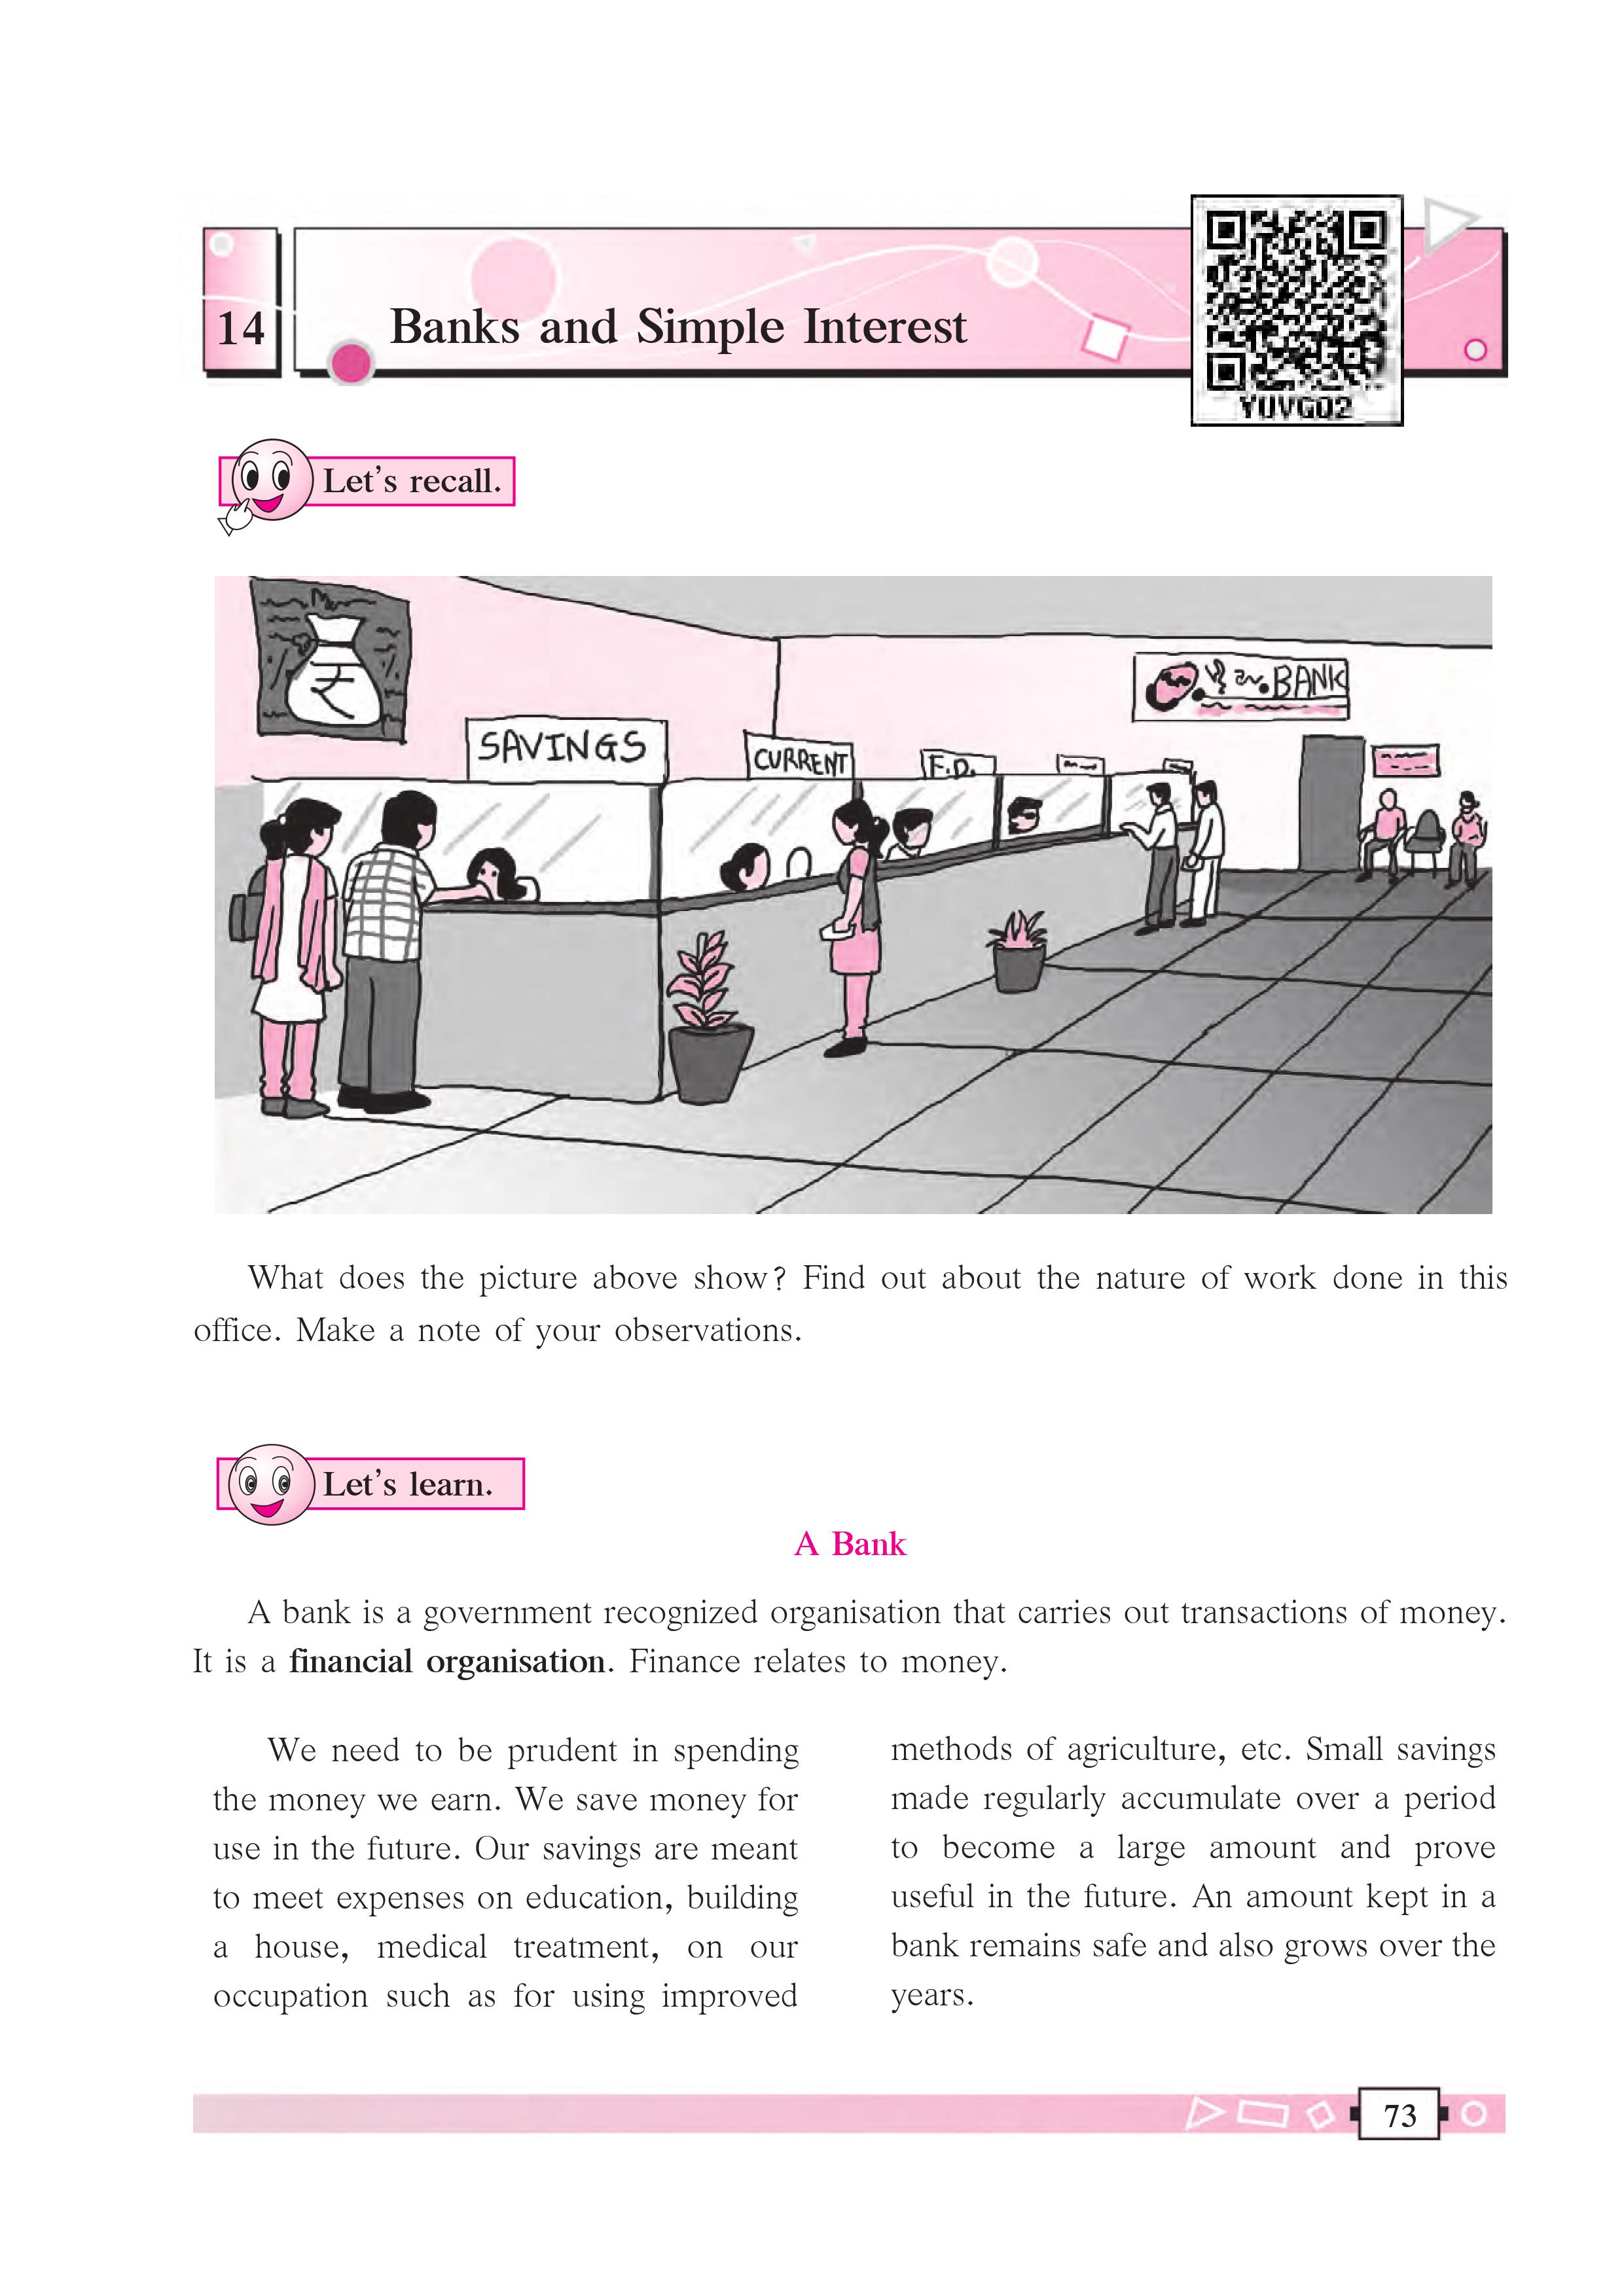 14
Banks and Simple Interest
YUVGO2
Let's recall.
₹
BANK
SAVINGS
CURRENT
F.D.
What does the picture above show? Find out about the nature of work done in this
office. Make a note of your observations.
Let's learn.
A Bank
A bank is a government recognized organisation that carries out transactions of money.
It is a financial organisation. Finance relates to money.
We need to be prudent in spending
the money we earn. We save money for
use in the future. Our savings are meant
to meet expenses on education, building
a house, medical treatment, on our
occupation such as for using improved
methods of agriculture, etc. Small savings
made regularly accumulate over a period
to become a large amount and prove
useful in the future. An amount kept in a
bank remains safe and also grows over the
years.
73